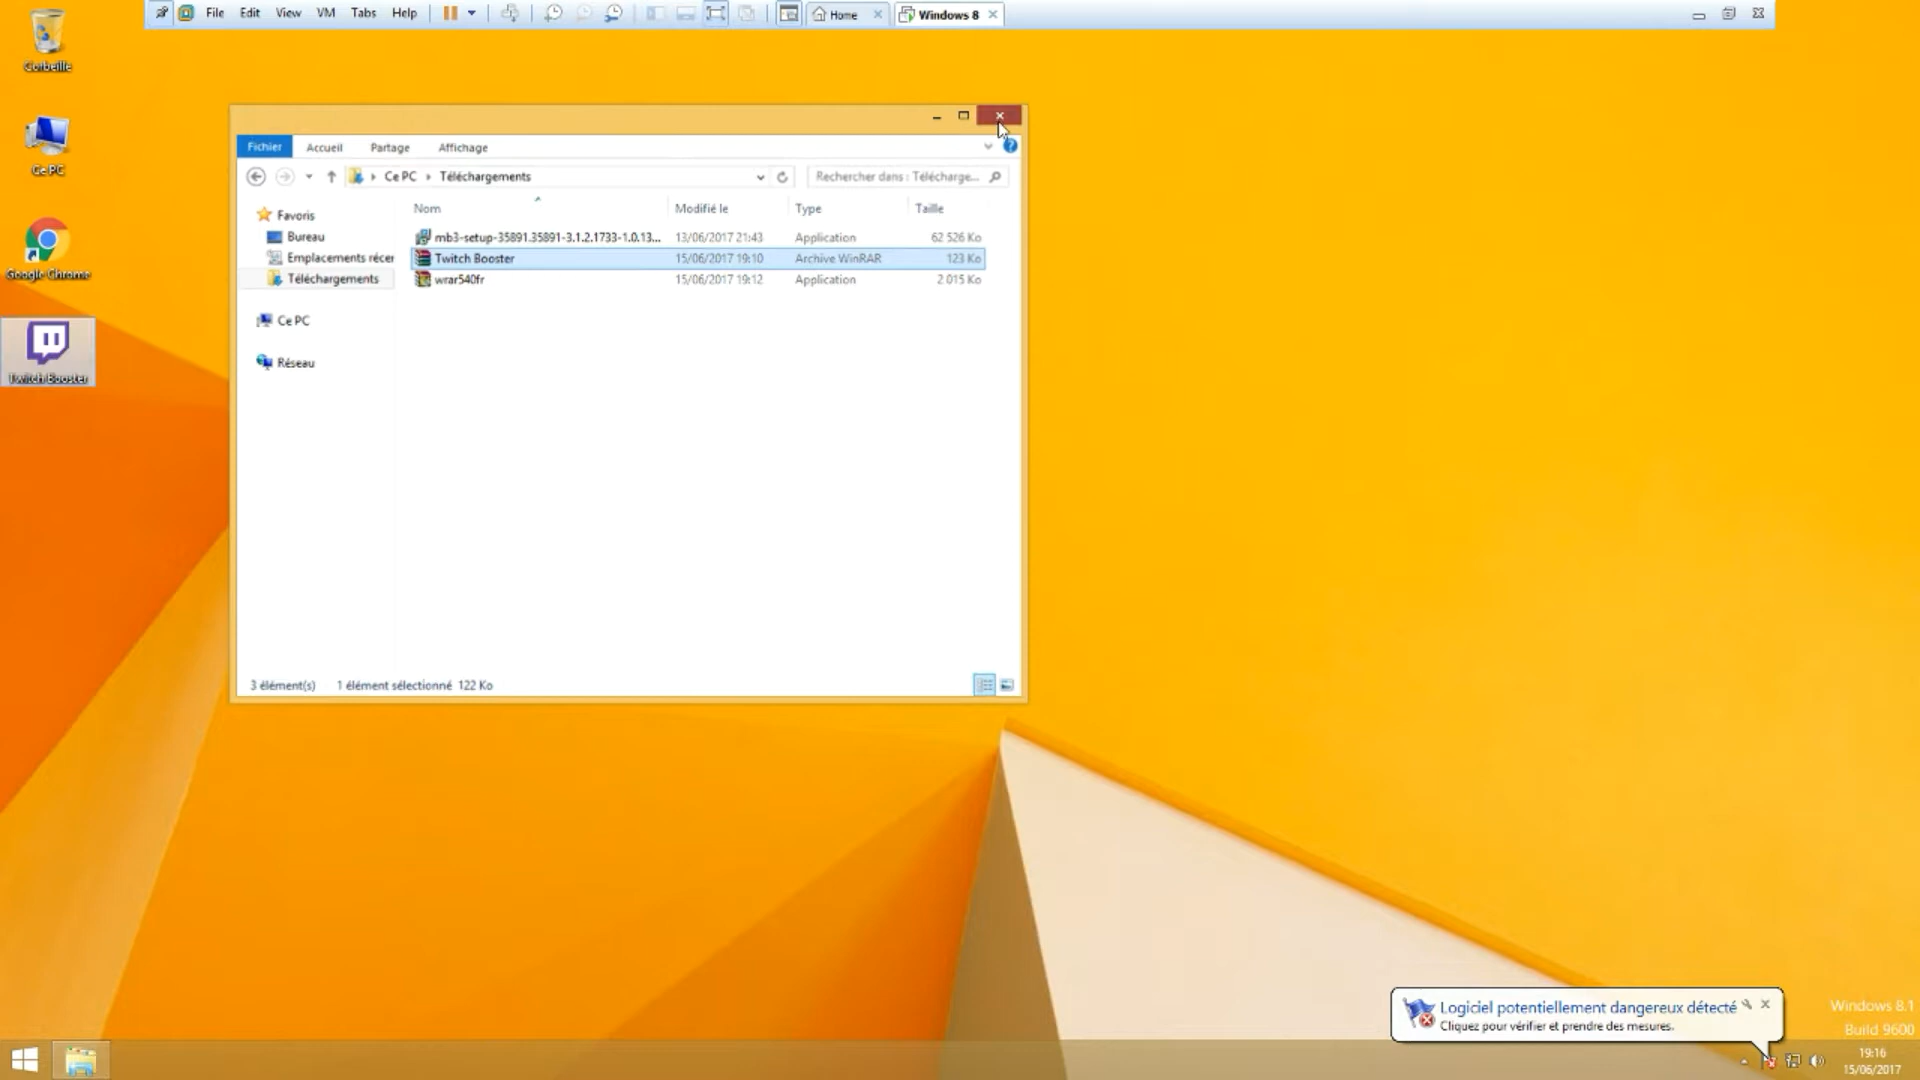 File Edit View VM Tabs Help Home Windows 8
Corbeille
Ce PC
Google Chrome
Twitch Booster
Fichier Accueil Partage Affichage
Ce PC Téléchargements Rechercher dans : Télécharge...
Nom Modifié le Type Taille
Favoris
Bureau
Emplacements récer
Téléchargements
Ce PC
Réseau
mb3-setup-35891.35891-3.1.2.1733-1.0.13... 13/06/2017 21:43 Application 62 526 Ko
Twitch Booster 15/06/2017 19:10 Archive WinRAR 123 Ko
wrar540fr 15/06/2017 19:12 Application 2 015 Ko
3 élément(s) 1 élément sélectionné 122 Ko
Logiciel potentiellement dangereux détecté
Cliquez pour vérifier et prendre des mesures.
Windows 8.1
Build 9600
19:16
15/06/2017